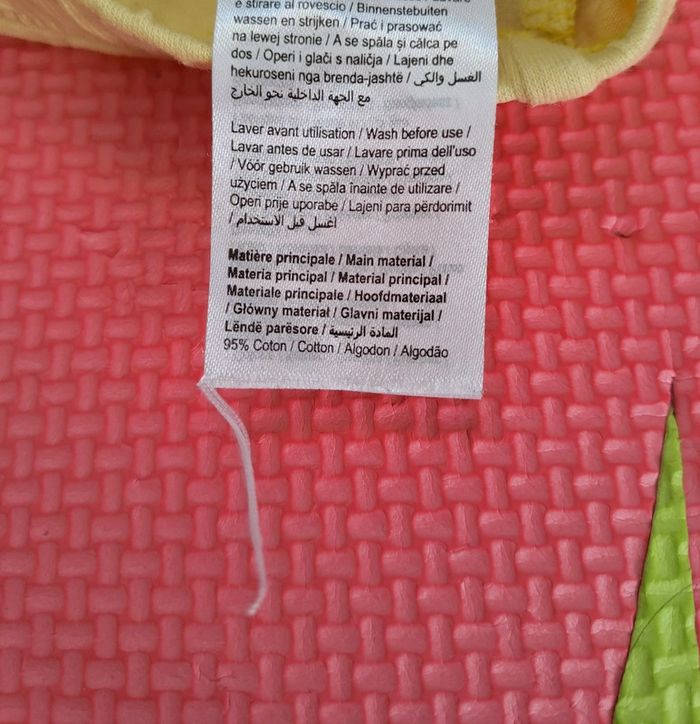 e stirare al rovescio / Binnenstebuiten
wassen en strijken / Prać i prasować
na lewej stronie / A se spăla și călca pe
dos / Operi i glači s naličja / Lajeni dhe
hekuroseni nga brenda-jashtë / الغسل والكي
مع الجهة الداخلية نحو الخارج
Laver avant utilisation / Wash before use /
Lavar antes de usar / Lavare prima dell'uso
/ Vóór gebruik wassen / Wyprać przed
użyciem / A se spăla înainte de utilizare /
Operi prije uporabe / Lajeni para përdorimit
/ اغسل قبل الاستخدام
Matière principale / Main material /
Materia principal / Material principal /
Materiale principale / Hoofdmateriaal
/ Główny materiał / Glavni materijal /
Lëndë parësore / المادة الرئيسية
95% Coton / Cotton / Algodon / Algodão